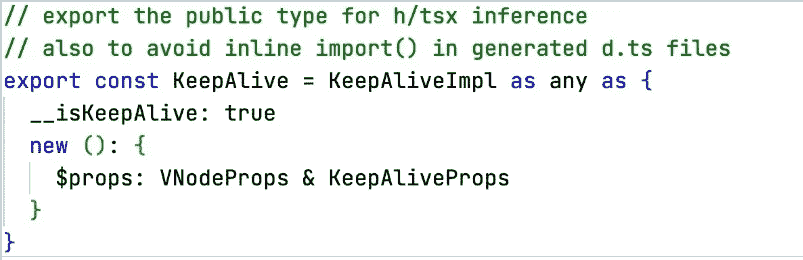 // export the public type for h/tsx inference
// also to avoid inline import() in generated d.ts files
export const KeepAlive = KeepAliveImpl as any as {
  __isKeepAlive: true
  new (): {
    $props: VNodeProps & KeepAliveProps
  }
}